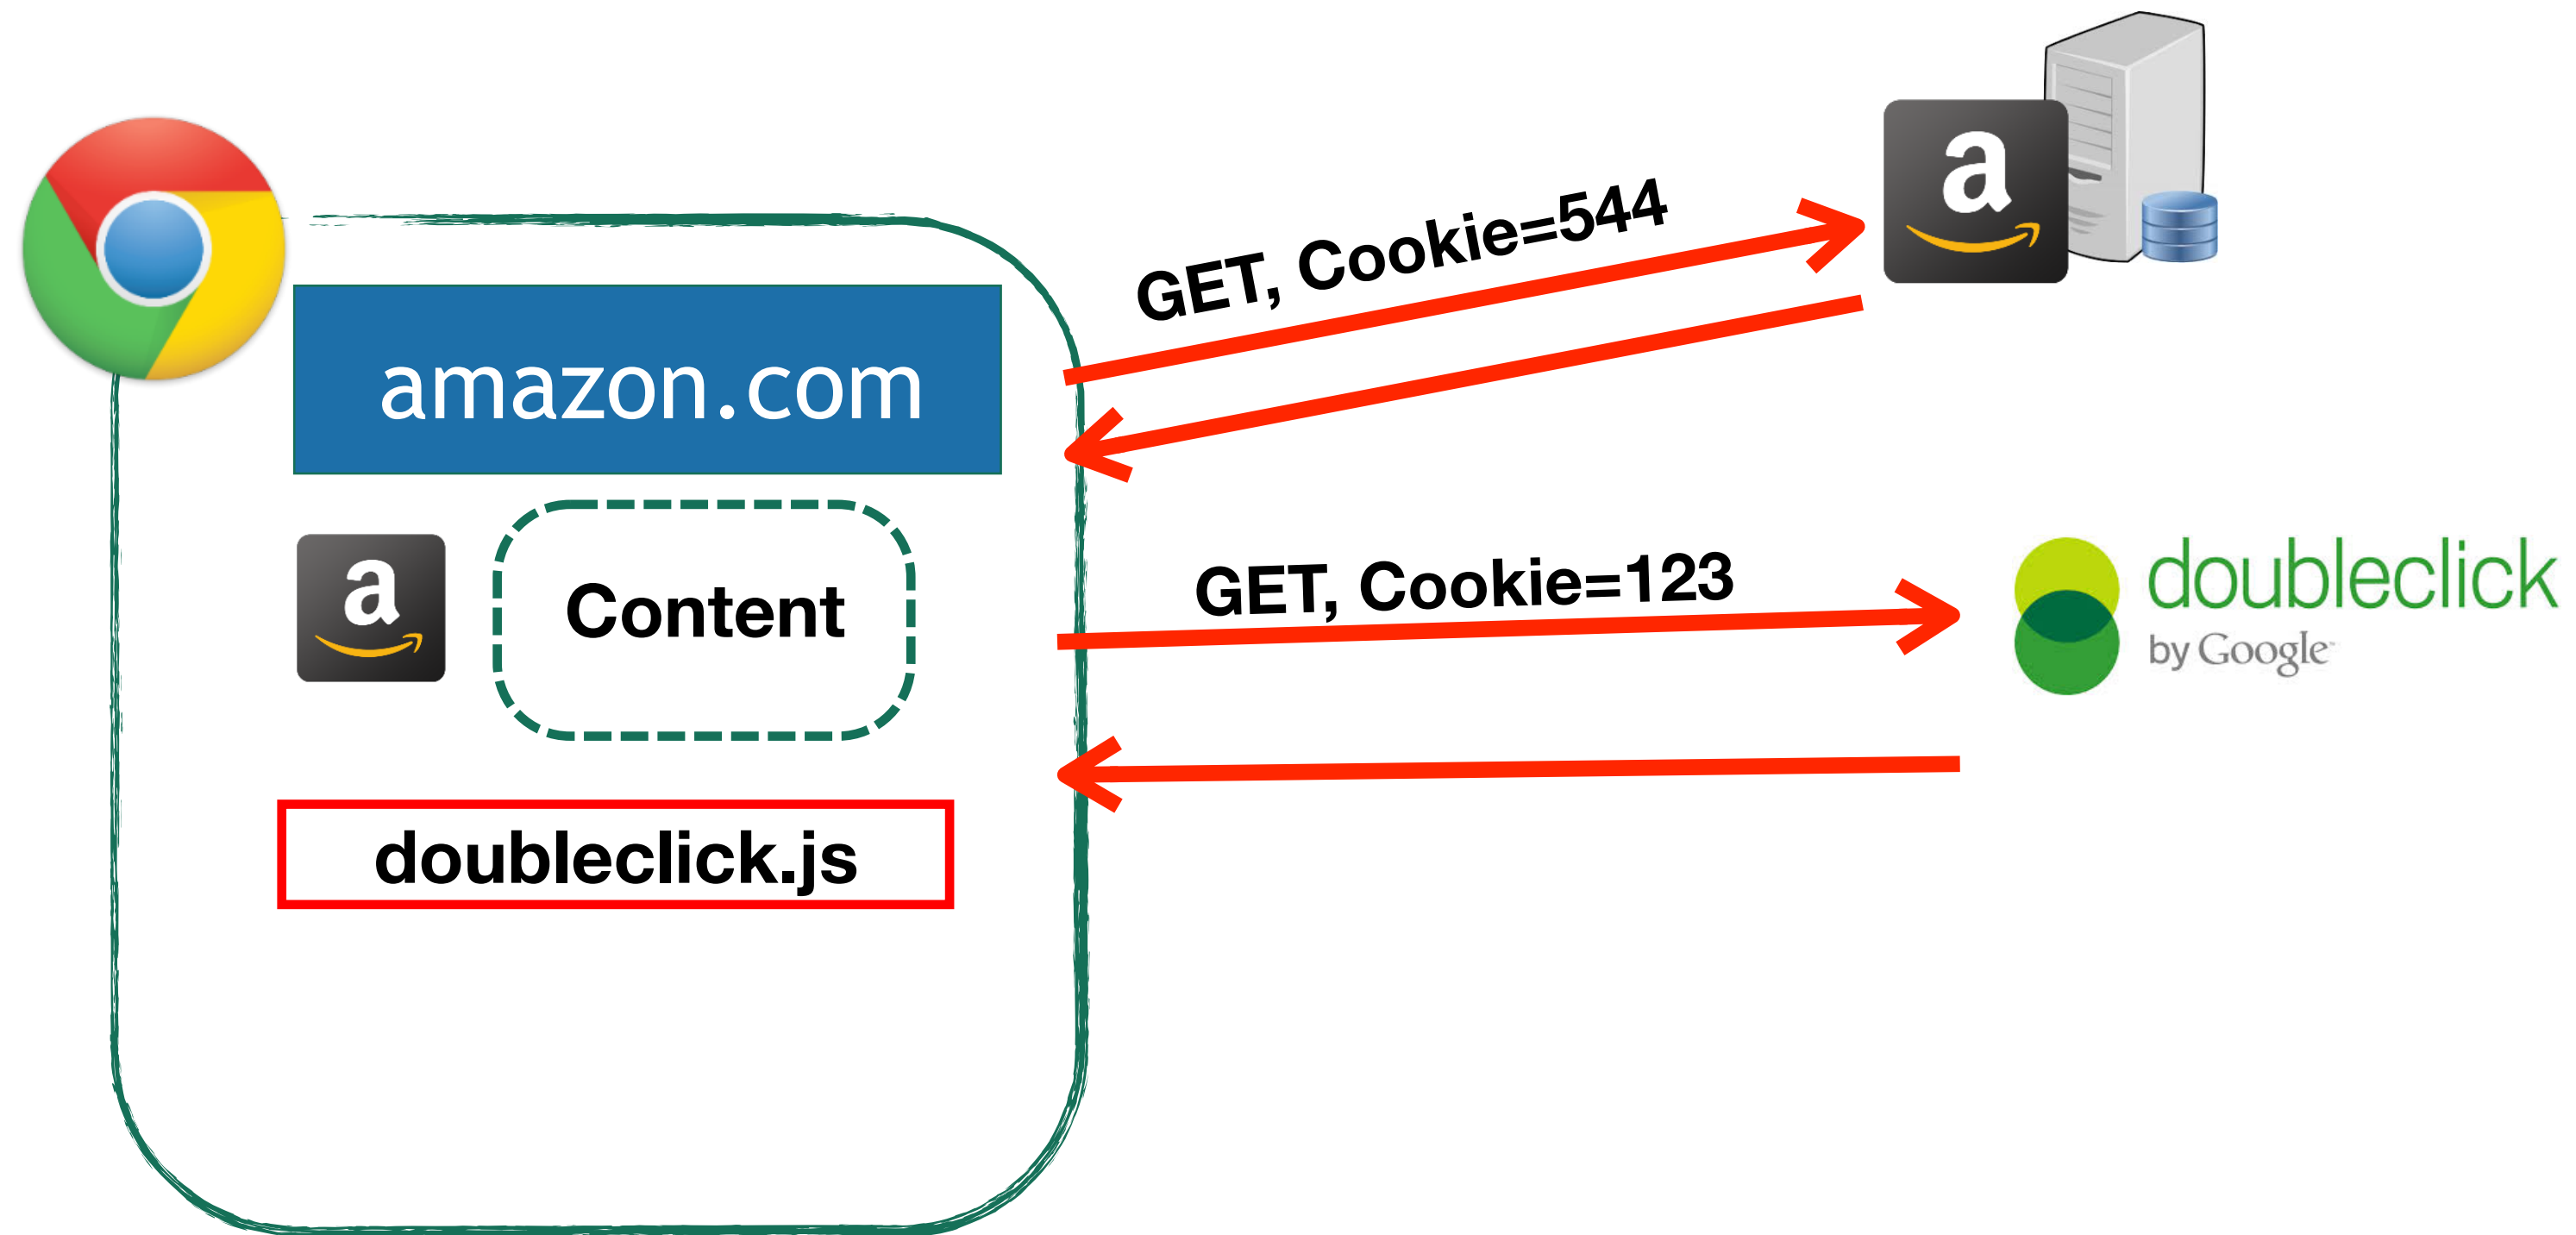 GET, Cookie=544
a
amazon.com
a
Content
GET, Cookie=123
doubleclick
by Google
doubleclick.js